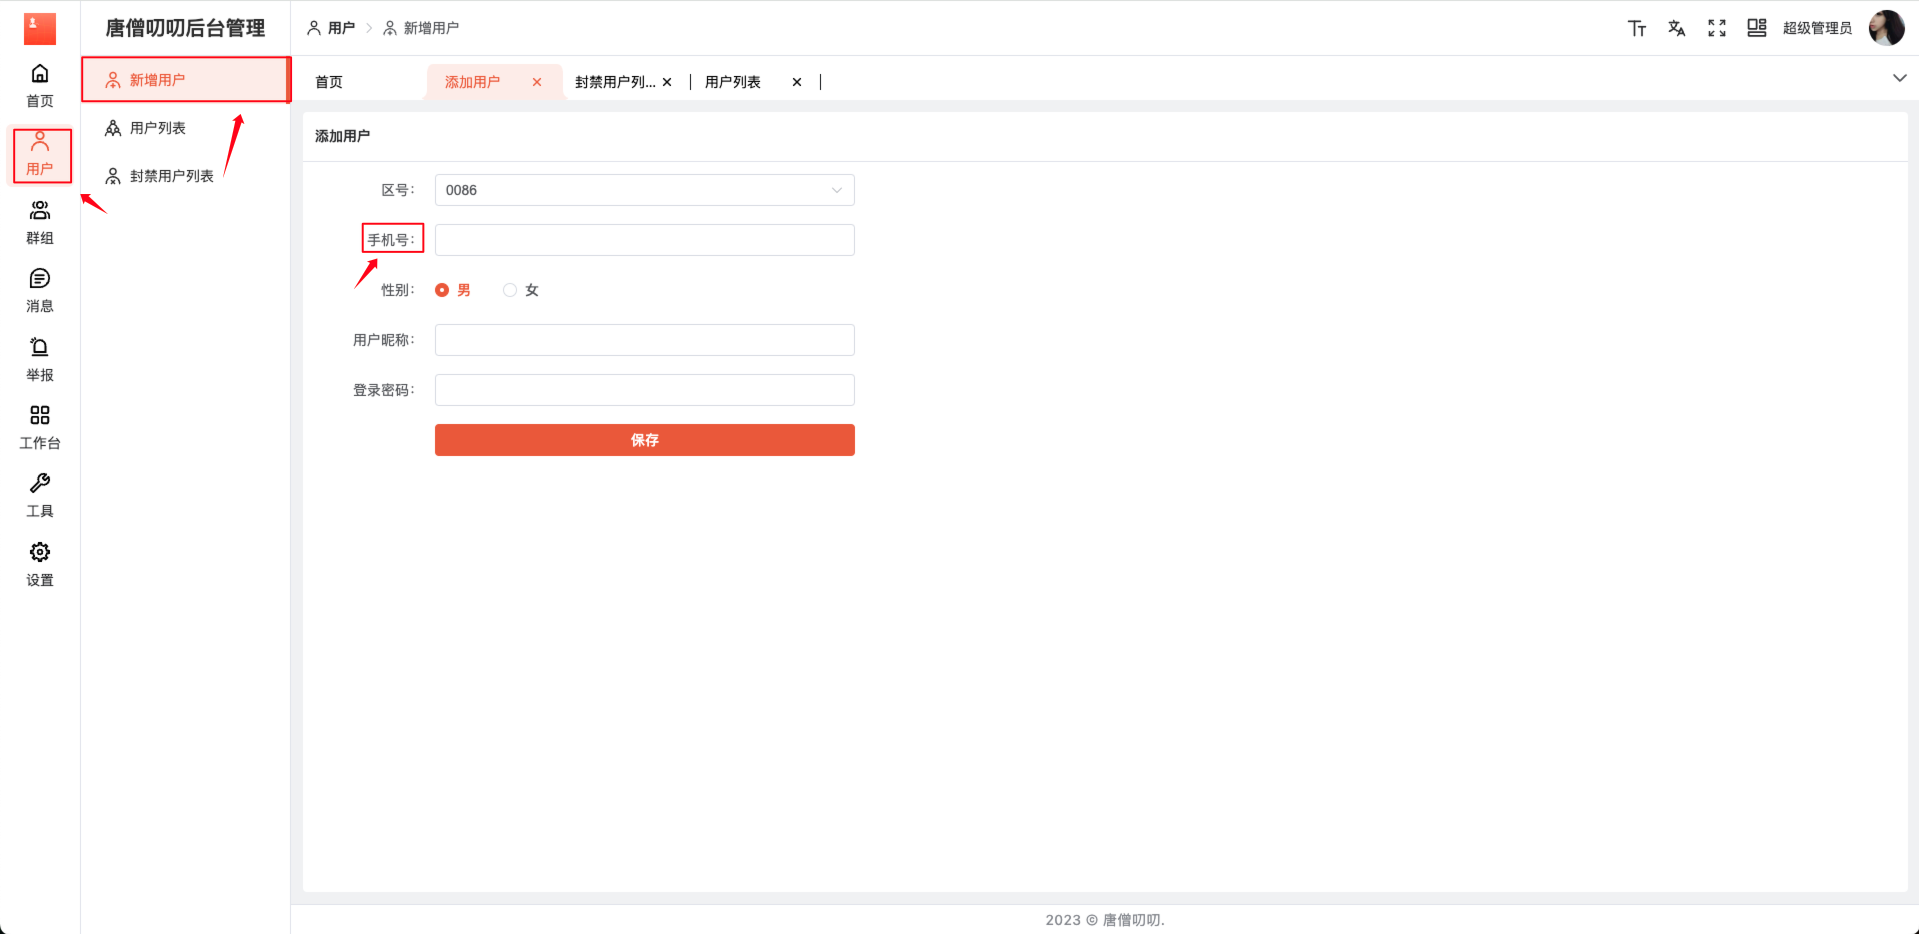 唐僧叨叨后台管理
用户
新增用户
超级管理员
首页
用户
群组
消息
举报
工作台
工具
设置
新增用户
用户列表
封禁用户列表
首页
添加用户
封禁用户列...
用户列表
添加用户
区号：
0086
手机号：
性别：
男
女
用户昵称：
登录密码：
保存
2023 © 唐僧叨叨.